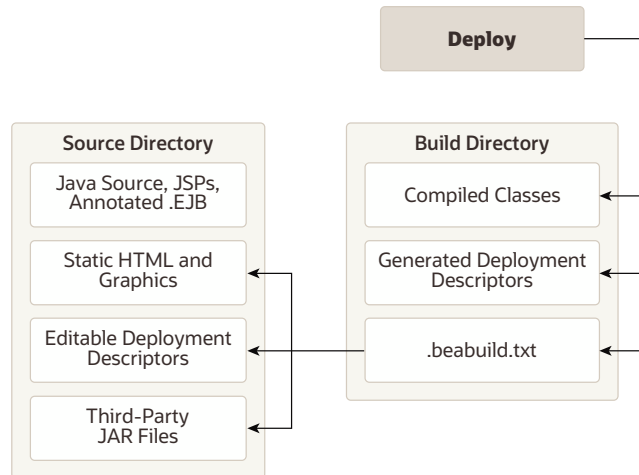 Deploy
Source Directory
Java Source, JSPs,
Annotated .EJB
Static HTML and
Graphics
Editable Deployment
Descriptors
Third-Party
JAR Files
Build Directory
Compiled Classes
Generated Deployment
Descriptors
.beabuild.txt